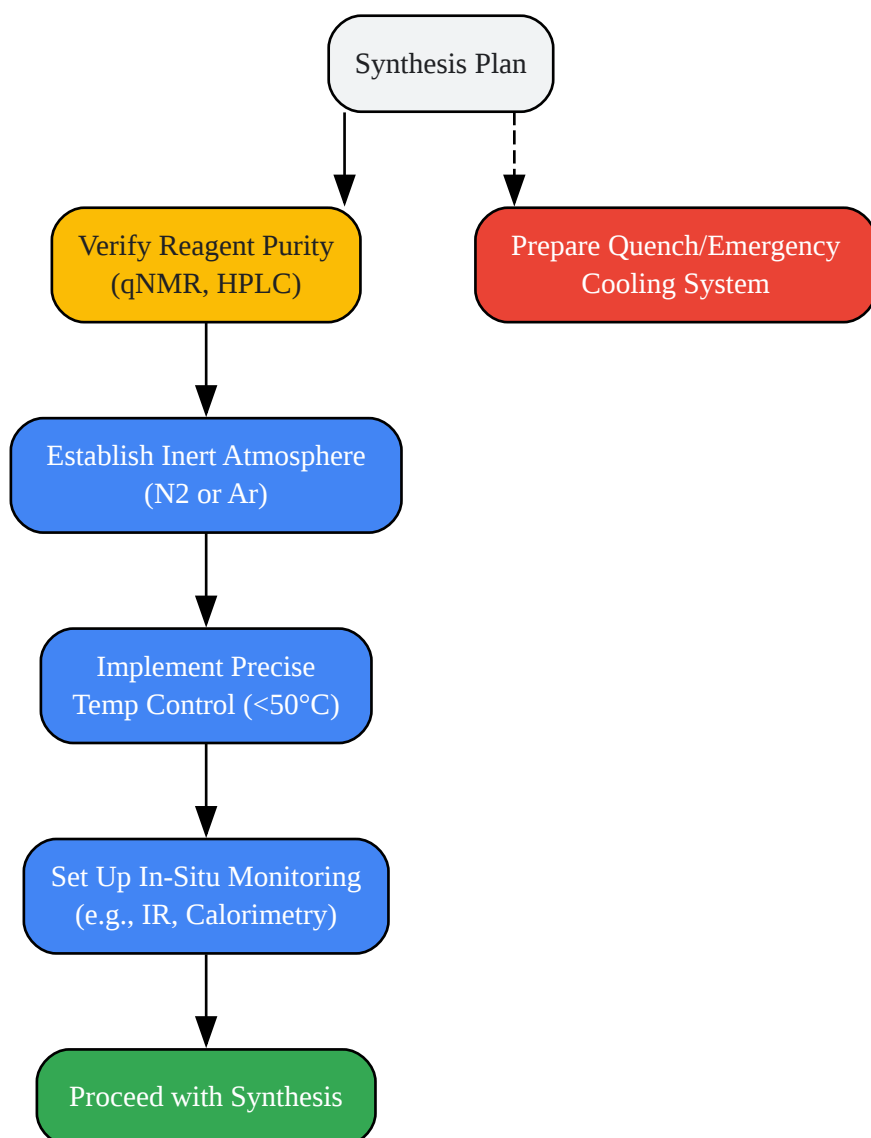 Synthesis Plan
Verify Reagent Purity
(qNMR, HPLC)
Prepare Quench/Emergency
Cooling System
Establish Inert Atmosphere
(N2 or Ar)
Implement Precise
Temp Control (<50°C)
Set Up In-Situ Monitoring
(e.g., IR, Calorimetry)
Proceed with Synthesis